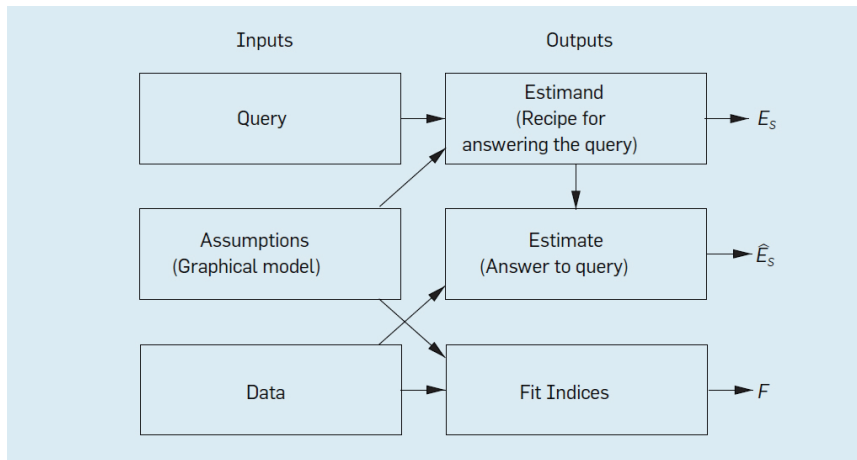 Inputs
Outputs
Query
Estimand
(Recipe for
answering the query)
E_S
Assumptions
(Graphical model)
Estimate
(Answer to query)
Ê_S
Data
Fit Indices
F